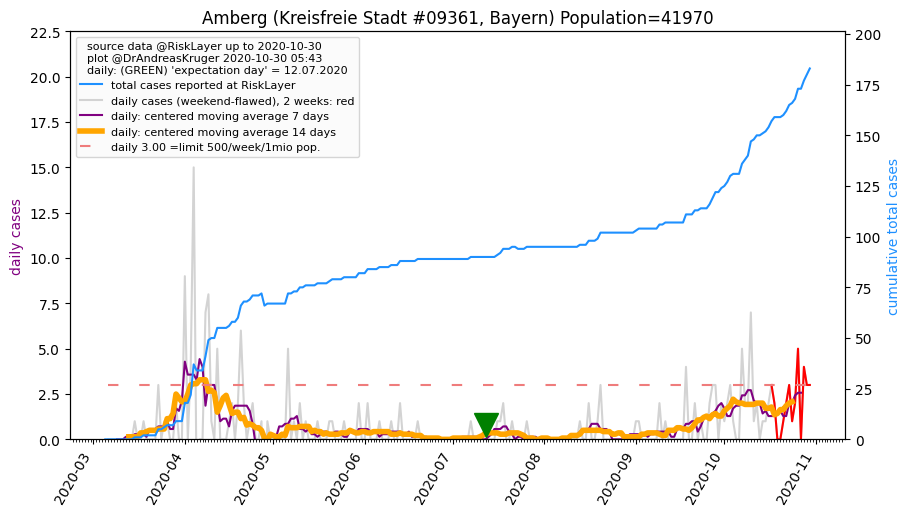 Amberg (Kreisfreie Stadt #09361, Bayern) Population=41970
source data @RiskLayer up to 2020-10-30
plot @DrAndreasKruger 2020-10-30 05:43
daily: (GREEN) 'expectation day' = 12.07.2020
total cases reported at RiskLayer
daily cases (weekend-flawed), 2 weeks: red
daily: centered moving average 7 days
daily: centered moving average 14 days
daily 3.00 =limit 500/week/1mio pop.
daily cases
22.5
20.0
17.5
15.0
12.5
10.0
7.5
5.0
2.5
0.0
cumulative total cases
200
175
150
125
100
75
50
25
0
2020-03
2020-04
2020-05
2020-06
2020-07
2020-08
2020-09
2020-10
2020-11